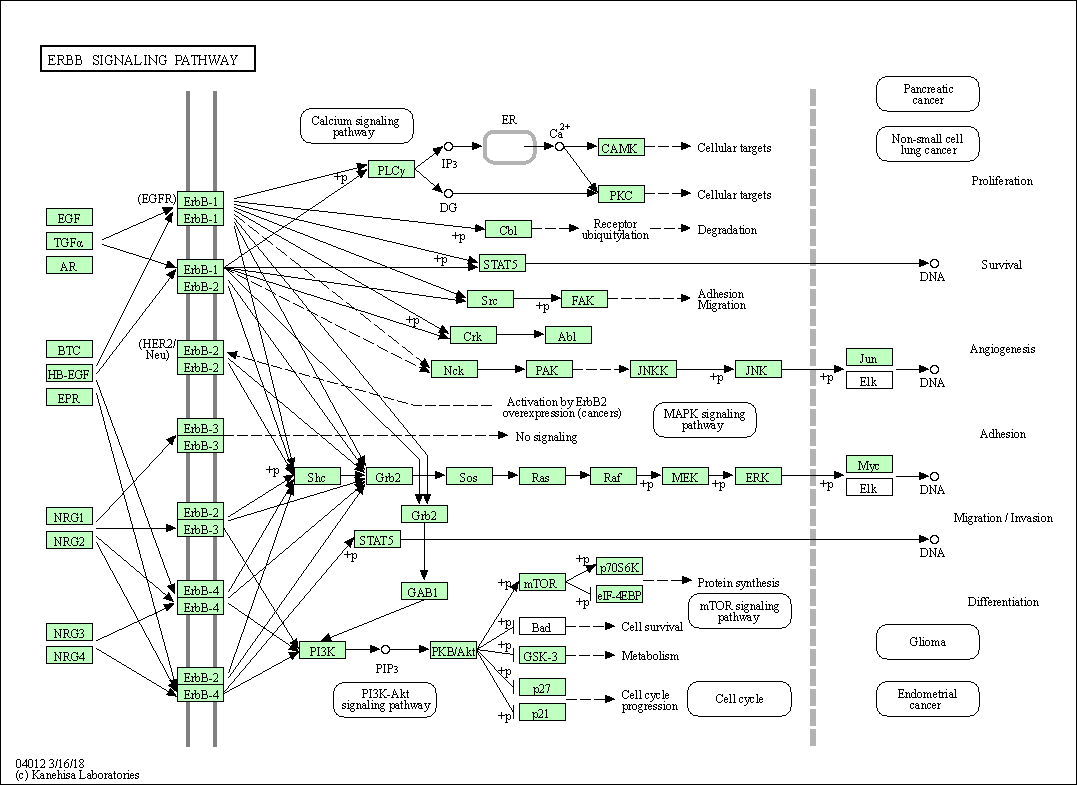 ERBB SIGNALING PATHWAY
Pancreatic
cancer
Calcium signaling
pathway
ER
Ca2+
Non-small cell
lung cancer
CAMK
Cellular targets
IP3
PLCγ
+p
Proliferation
(EGFR)
ErbB-1
ErbB-1
DG
PKC
Cellular targets
EGF
TGFα
AR
Cbl
+p
Receptor
ubiquitylation
Degradation
ErbB-1
ErbB-2
+p
STAT5
DNA
Survival
Src
+p
FAK
Adhesion
Migration
+p
Crk
Abl
BTC
HB-EGF
EPR
(HER2/
Neu)
ErbB-2
ErbB-2
Nck
PAK
JNKK
+p
JNK
+p
Jun
Elk
DNA
Angiogenesis
Activation by ErbB2
overexpression (cancers)
MAPK signaling
pathway
ErbB-3
ErbB-3
No signaling
Adhesion
+p
Shc
Grb2
Sos
Ras
Raf
+p
MEK
+p
ERK
+p
Myc
Elk
DNA
NRG1
NRG2
ErbB-2
ErbB-3
Grb2
Migration / Invasion
STAT5
+p
DNA
ErbB-4
ErbB-4
GAB1
+p
mTOR
+p
p70S6K
+p
eIF-4EBP
Protein synthesis
mTOR signaling
pathway
Differentiation
NRG3
NRG4
+p
Bad
Cell survival
PI3K
PIP3
PKB/Akt
+p
GSK-3
Metabolism
Glioma
ErbB-2
ErbB-4
PI3K-Akt
signaling pathway
+p
p27
+p
p21
Cell cycle
progression
Cell cycle
Endometrial
cancer
04012 3/16/18
(c) Kanehisa Laboratories